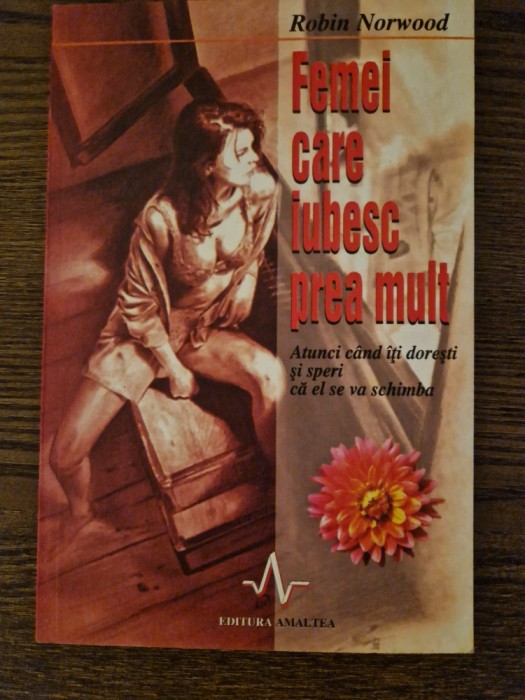 Robin Norwood
Femei
care
iubesc
prea mult
Atunci când îți dorești
și speri
că el se va schimba
EDITURA AMALTEA